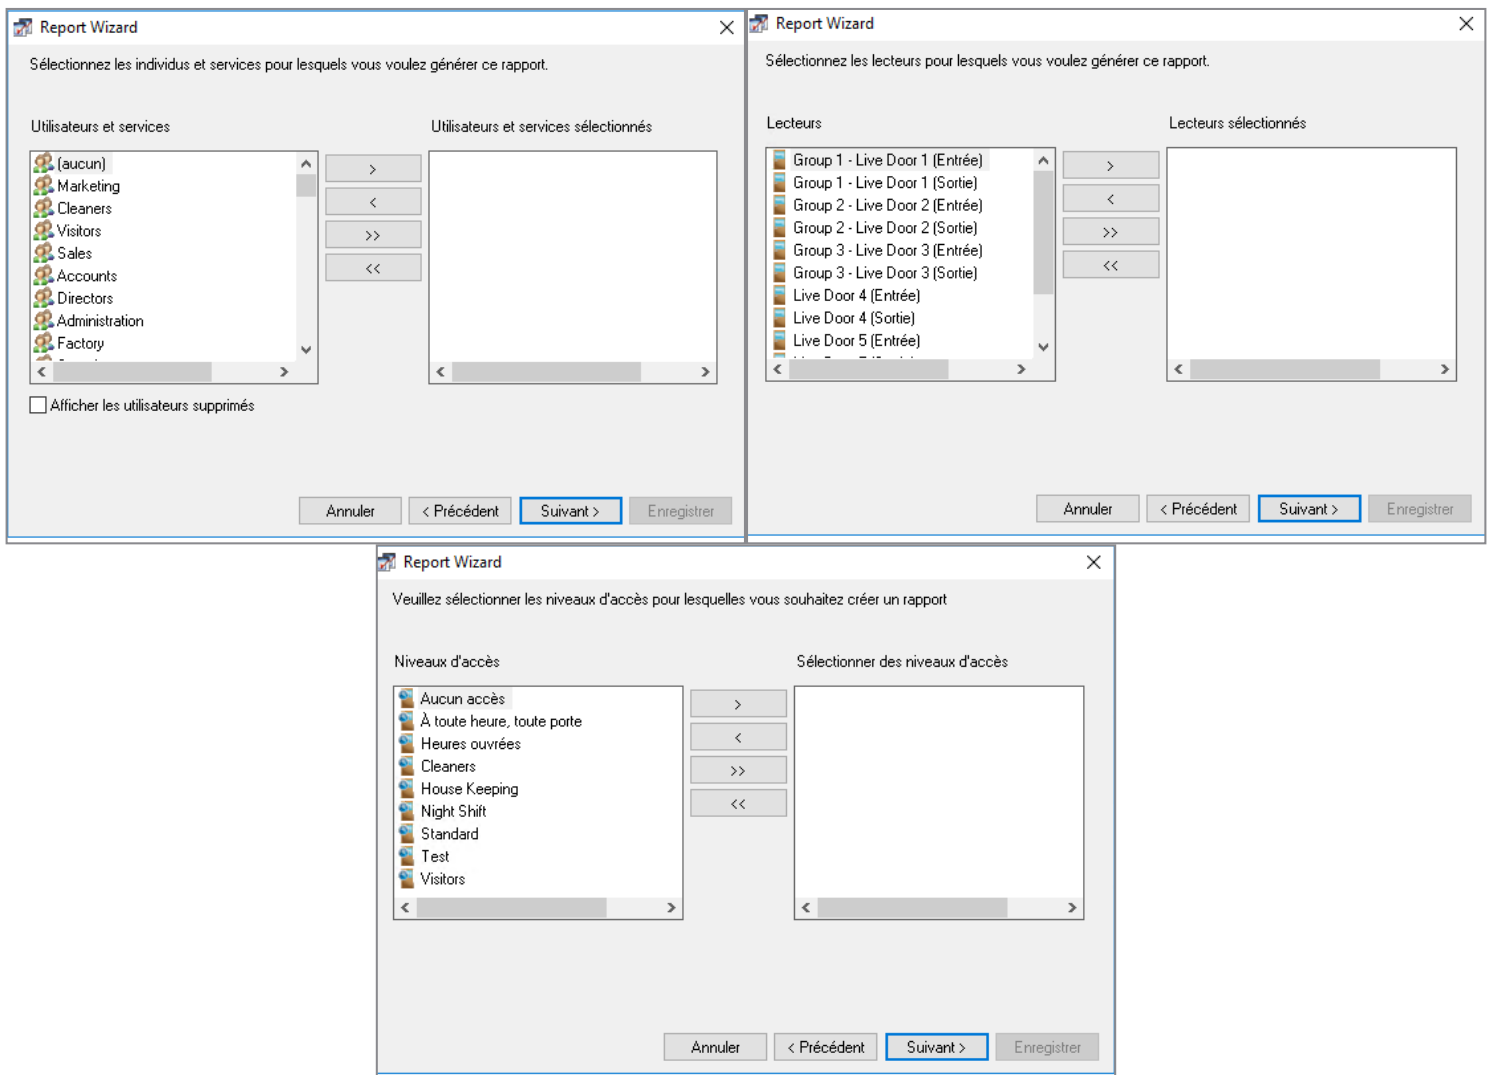 Report Wizard
Sélectionnez les individus et services pour lesquels vous voulez générer ce rapport.
Utilisateurs et services
Utilisateurs et services sélectionnés
(aucun)
Marketing
Cleaners
Visitors
Sales
Accounts
Directors
Administration
Factory
>
<
>>
<<
Afficher les utilisateurs supprimés
Annuler
< Précédent
Suivant >
Enregistrer
Report Wizard
Sélectionnez les lecteurs pour lesquels vous voulez générer ce rapport.
Lecteurs
Lecteurs sélectionnés
Group 1 - Live Door 1 (Entrée)
Group 1 - Live Door 1 (Sortie)
Group 2 - Live Door 2 (Entrée)
Group 2 - Live Door 2 (Sortie)
Group 3 - Live Door 3 (Entrée)
Group 3 - Live Door 3 (Sortie)
Live Door 4 (Entrée)
Live Door 4 (Sortie)
Live Door 5 (Entrée)
>
<
>>
<<
Annuler
< Précédent
Suivant >
Enregistrer
Report Wizard
Veuillez sélectionner les niveaux d'accès pour lesquelles vous souhaitez créer un rapport
Niveaux d'accès
Sélectionner des niveaux d'accès
Aucun accès
À toute heure, toute porte
Heures ouvrées
Cleaners
House Keeping
Night Shift
Standard
Test
Visitors
>
<
>>
<<
Annuler
< Précédent
Suivant >
Enregistrer